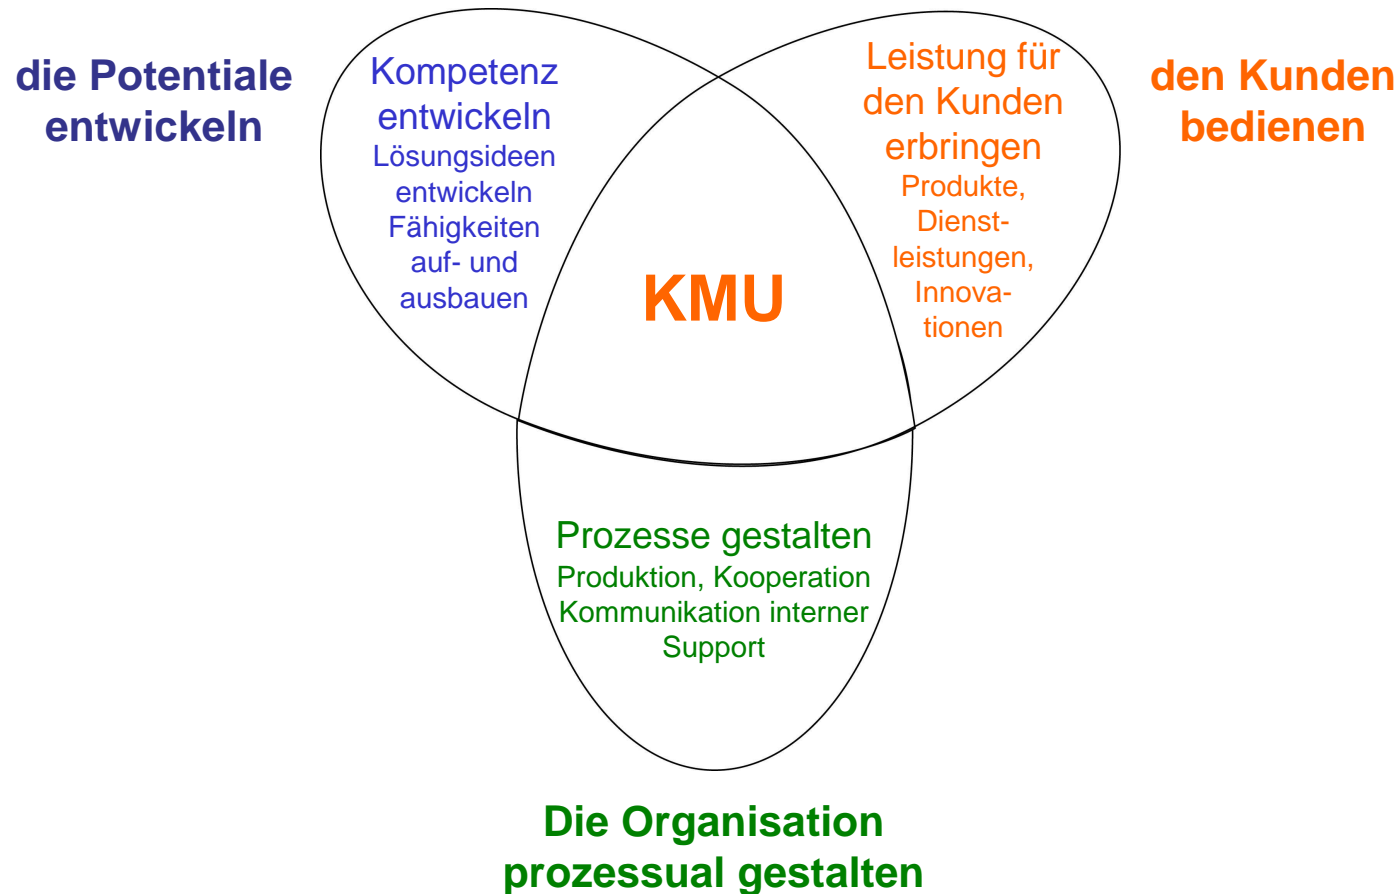 die Potentiale
entwickeln
Kompetenz
entwickeln
Lösungsideen
entwickeln
Fähigkeiten
auf- und
ausbauen
Leistung für
den Kunden
erbringen
Produkte,
Dienst-
leistungen,
Innova-
tionen
den Kunden
bedienen
KMU
Prozesse gestalten
Produktion, Kooperation
Kommunikation interner
Support
Die Organisation
prozessual gestalten